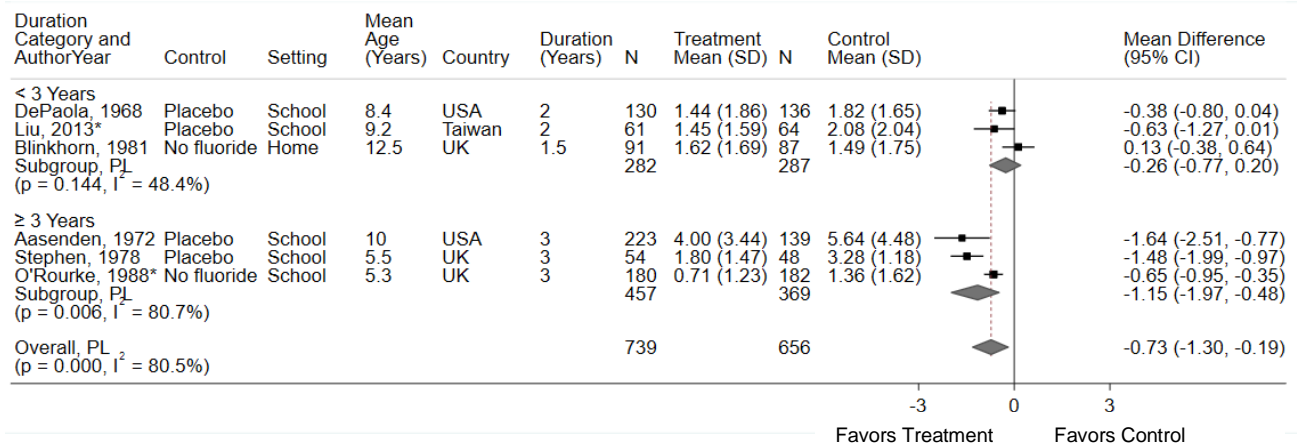 Duration Category and AuthorYear Control Setting Mean Age (Years) Country Duration (Years) N Treatment Mean (SD) N Control Mean (SD) Mean Difference (95% CI)
< 3 Years
DePaola, 1968 Placebo School 8.4 USA 2 130 1.44 (1.86) 136 1.82 (1.65) -0.38 (-0.80, 0.04)
Liu, 2013* Placebo School 9.2 Taiwan 2 61 1.45 (1.59) 64 2.08 (2.04) -0.63 (-1.27, 0.01)
Blinkhorn, 1981 No fluoride Home 12.5 UK 1.5 91 1.62 (1.69) 87 1.49 (1.75) 0.13 (-0.38, 0.64)
Subgroup, PL 282 287 -0.26 (-0.77, 0.20)
(p = 0.144, I² = 48.4%)
≥ 3 Years
Aasenden, 1972 Placebo School 10 USA 3 223 4.00 (3.44) 139 5.64 (4.48) -1.64 (-2.51, -0.77)
Stephen, 1978 Placebo School 5.5 UK 3 54 1.80 (1.47) 48 3.28 (1.18) -1.48 (-1.99, -0.97)
O'Rourke, 1988* No fluoride School 5.3 UK 3 180 0.71 (1.23) 182 1.36 (1.62) -0.65 (-0.95, -0.35)
Subgroup, PL 457 369 -1.15 (-1.97, -0.48)
(p = 0.006, I² = 80.7%)
Overall, PL 739 656 -0.73 (-1.30, -0.19)
(p = 0.000, I² = 80.5%)
-3 0 3
Favors Treatment Favors Control